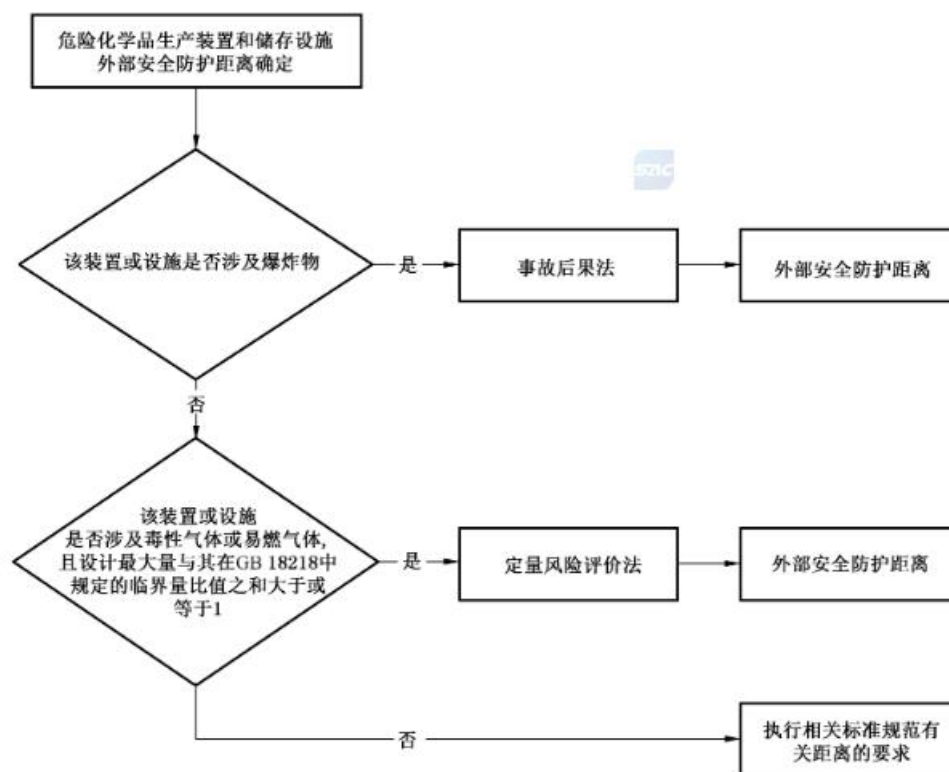 危险化学品生产装置和储存设施
外部安全防护距离确定
SZIC
该装置或设施是否涉及爆炸物
是
事故后果法
外部安全防护距离
否
该装置或设施
是否涉及毒性气体或易燃气体,
且设计最大量与其在GB 18218中
规定的临界量比值之和大于或
等于1
是
定量风险评价法
外部安全防护距离
否
执行相关标准规范有
关距离的要求